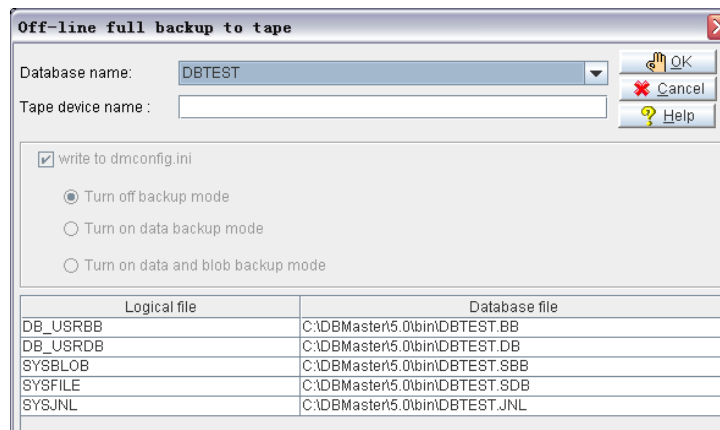 Off-line full backup to tape
Database name: DBTEST
OK
Cancel
Tape device name :
Help
write to dmconfig.ini
Turn off backup mode
Turn on data backup mode
Turn on data and blob backup mode
Logical file Database file
DB_USRBB C:\DBMaster\5.0\bin\DBTEST.BB
DB_USRDB C:\DBMaster\5.0\bin\DBTEST.DB
SYSBLOB C:\DBMaster\5.0\bin\DBTEST.SBB
SYSFILE C:\DBMaster\5.0\bin\DBTEST.SDB
SYSJNL C:\DBMaster\5.0\bin\DBTEST.JNL